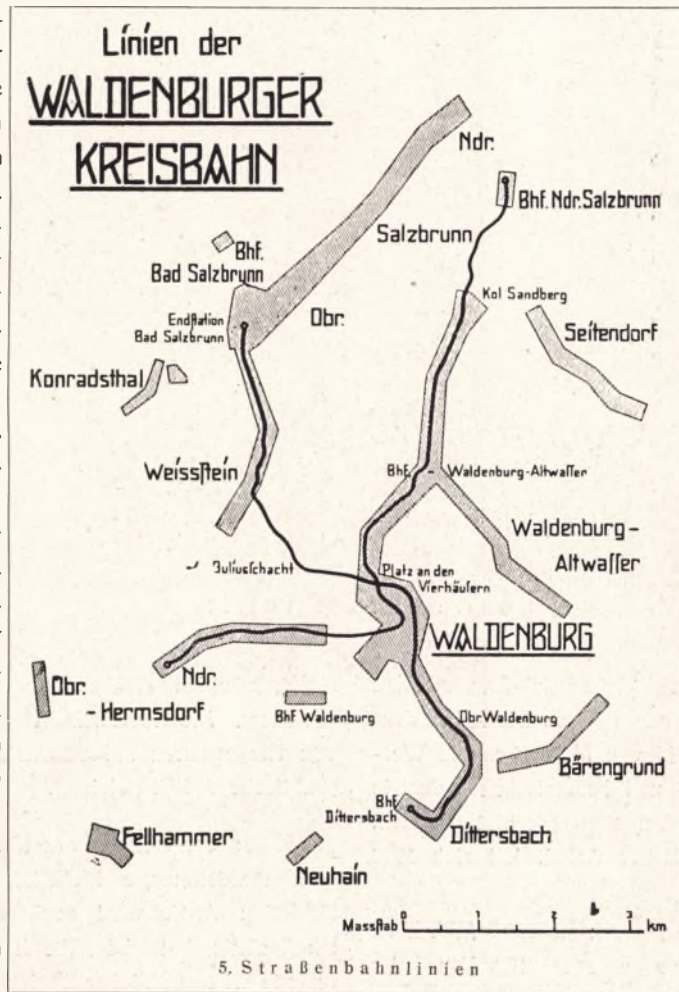 Linien der
WALDENBURGER
KREISBAHN
Ndr.
Bhf. Ndr. Salzbrunn
Salzbrunn
Bhf.
Bad Salzbrunn
Kol Sandberg
Obr.
Endſtation
Bad Salzbrunn
Seitendorf
Konradsthal
Weissſtein
Bhf. - Waldenburg-Altwaſſer
Waldenburg-
Altwaſſer
Juliusschacht
Platz an den
Vierhäuſern
WALDENBURG
Ndr.
Obr.
-Hermsdorf
Bhf Waldenburg
Obr Waldenburg
Bärengrund
Bhf
Dittersbach
Dittersbach
Fellhammer
Neuhain
Massſtab 0 1 2 3 km
5. Straßenbahnlinien